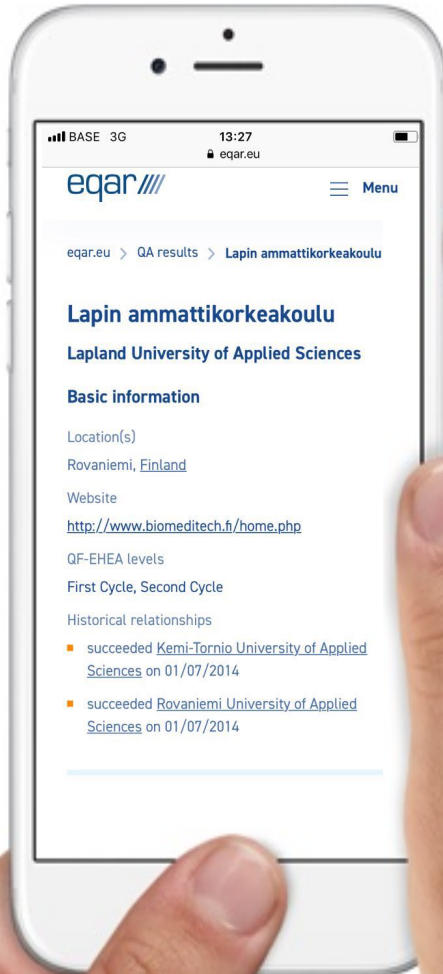 BASE 3G 13:27
eqar.eu
eqar////
Menu
eqar.eu > QA results > Lapin ammattikorkeakoulu
Lapin ammattikorkeakoulu
Lapland University of Applied Sciences
Basic information
Location(s)
Rovaniemi, Finland
Website
http://www.biomeditech.fi/home.php
QF-EHEA levels
First Cycle, Second Cycle
Historical relationships
succeeded Kemi-Tornio University of Applied
Sciences on 01/07/2014
succeeded Rovaniemi University of Applied
Sciences on 01/07/2014